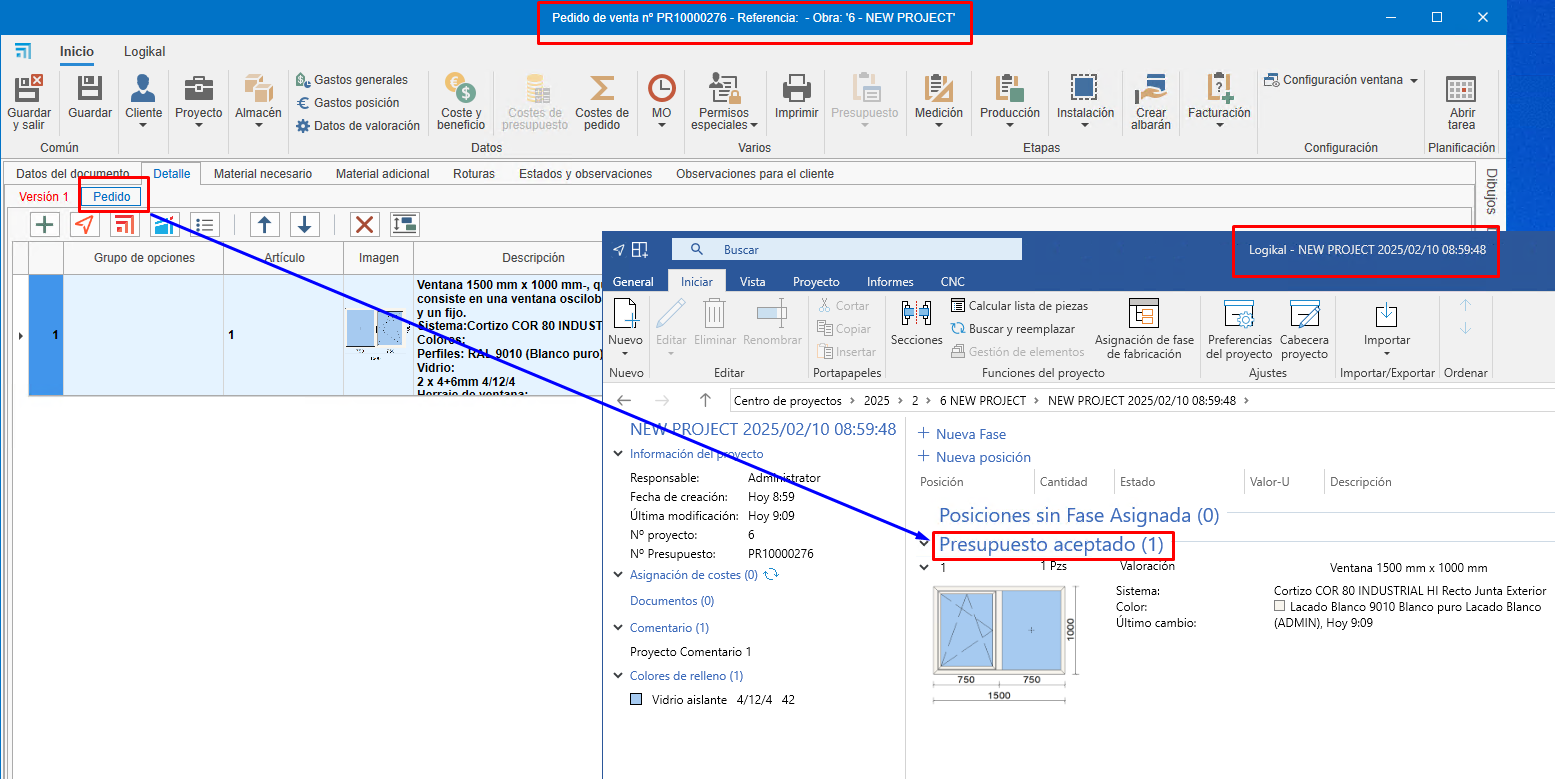 Pedido de venta nº PR10000276 - Referencia:  - Obra: '6 - NEW PROJECT'
Inicio
Logikal
Guardar y salir
Guardar
Cliente
Proyecto
Almacén
Gastos generales
Gastos posición
Datos de valoración
Coste y beneficio
Costes de presupuesto
Costes de pedido
MO
Permisos especiales
Imprimir
Presupuesto
Medición
Producción
Instalación
Crear albarán
Facturación
Configuración ventana
Abrir tarea
Común
Datos
Varios
Etapas
Configuración
Planificación
Datos del documento
Detalle
Material necesario
Material adicional
Roturas
Estados y observaciones
Observaciones para el cliente
Dibujos
Versión 1
Pedido
Grupo de opciones
Artículo
Imagen
Descripción
1
1
Ventana 1500 mm x 1000 mm-, qu
consiste en una ventana oscilob
y un fijo.
Sistema:Cortizo COR 80 INDUST
Colores:
Perfiles: RAL 9010 (Blanco puro)
Vidrio:
2 x 4+6mm 4/12/4
Herraje de ventana:
Buscar
Logikal - NEW PROJECT 2025/02/10 08:59:48
General
Iniciar
Vista
Proyecto
Informes
CNC
Nuevo
Editar
Eliminar
Renombrar
Cortar
Copiar
Insertar
Secciones
Calcular lista de piezas
Buscar y reemplazar
Gestión de elementos
Asignación de fase de fabricación
Preferencias del proyecto
Cabecera proyecto
Importar
Nuevo
Editar
Portapapeles
Funciones del proyecto
Ajustes
Importar/Exportar
Ordenar
Centro de proyectos > 2025 > 2 > 6 NEW PROJECT > NEW PROJECT 2025/02/10 08:59:48 >
NEW PROJECT 2025/02/10 08:59:48
Información del proyecto
Responsable: Administrator
Fecha de creación: Hoy 8:59
Última modificación: Hoy 9:09
Nº proyecto: 6
Nº Presupuesto: PR10000276
Asignación de costes (0)
Documentos (0)
Comentario (1)
Proyecto Comentario 1
Colores de relleno (1)
Vidrio aislante 4/12/4 42
Nueva Fase
Nueva posición
Posición
Cantidad
Estado
Valor-U
Descripción
Posiciones sin Fase Asignada (0)
Presupuesto aceptado (1)
1
1 Pzs
Valoración
Ventana 1500 mm x 1000 mm
Sistema: Cortizo COR 80 INDUSTRIAL HI Recto Junta Exterior
Color: Lacado Blanco 9010 Blanco puro Lacado Blanco
Último cambio: (ADMIN), Hoy 9:09
1000
750
750
1500